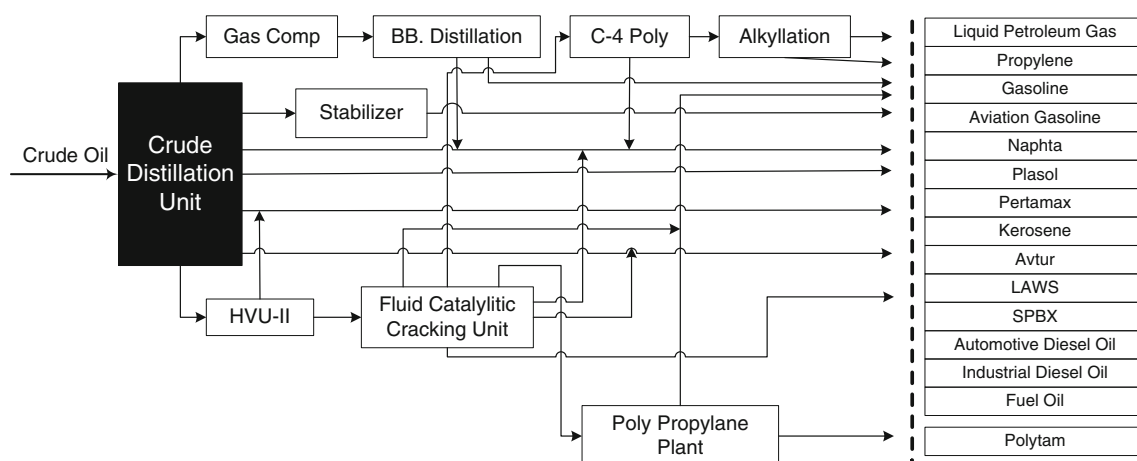 Gas Comp
BB. Distillation
C-4 Poly
Alkyllation
Stabilizer
Crude Oil
Crude
Distillation
Unit
HVU-II
Fluid Catalylitic
Cracking Unit
Poly Propylane
Plant
Liquid Petroleum Gas
Propylene
Gasoline
Aviation Gasoline
Naphta
Plasol
Pertamax
Kerosene
Avtur
LAWS
SPBX
Automotive Diesel Oil
Industrial Diesel Oil
Fuel Oil
Polytam